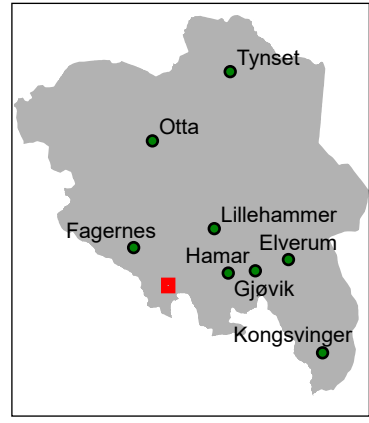 Tynset
Otta
Lillehammer
Fagernes
Elverum
Hamar
Gjøvik
Kongsvinger